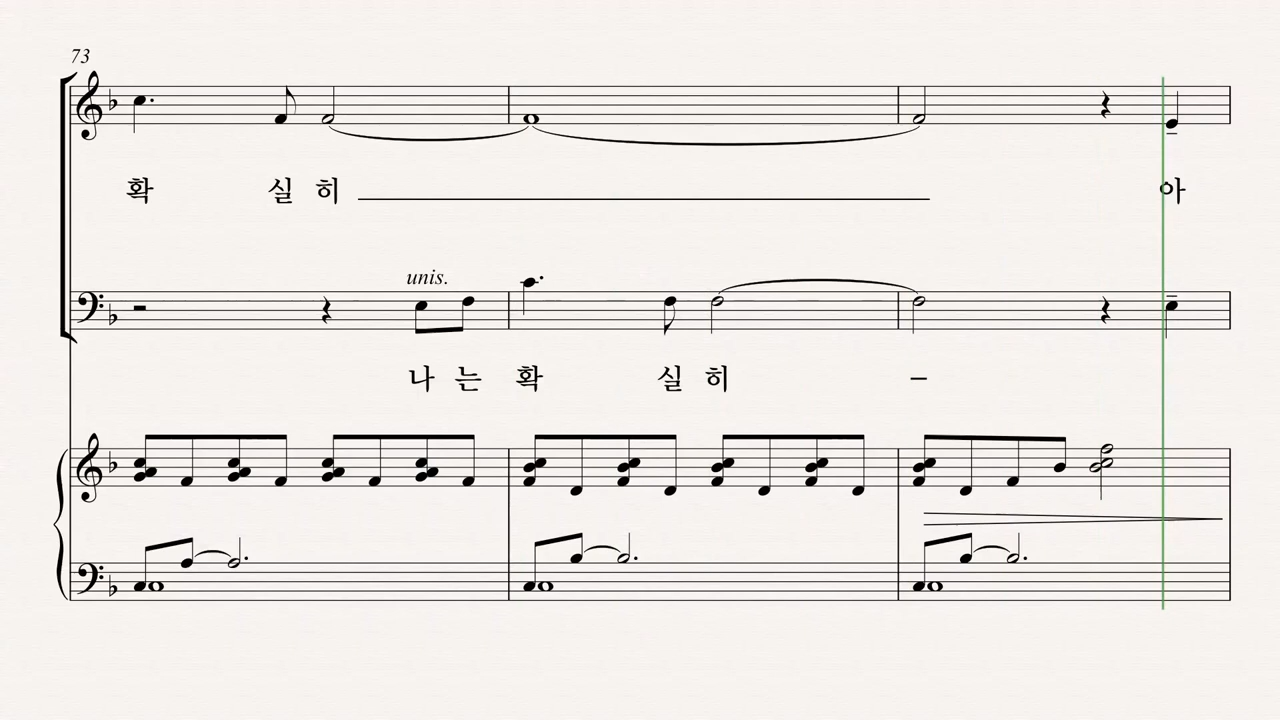 73
확 실 히 아
unis.
나 는 확 실 히 –